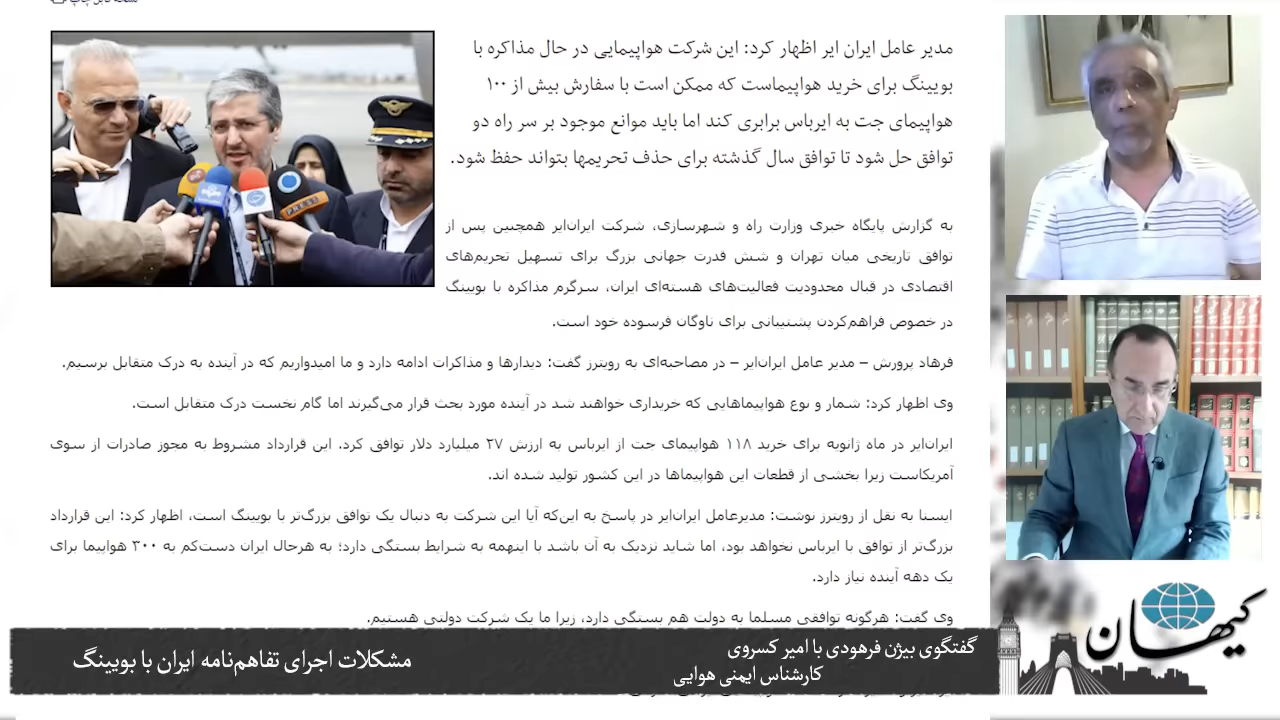 نسخه قابل چاپ
مدیر عامل ایران ایر اظهار کرد: این شرکت هواپیمایی در حال مذاکره با
بویینگ برای خرید هواپیماست که ممکن است با سفارش بیش از ۱۰۰
هواپیمای جت به ایرباس برابری کند اما باید موانع موجود بر سر راه دو
توافق حل شود تا توافق سال گذشته برای حذف تحریمها بتواند حفظ شود.
به گزارش پایگاه خبری وزارت راه و شهرسازی، شرکت ایران‌ایر همچنین پس از
توافق تاریخی میان تهران و شش قدرت جهانی بزرگ برای تسهیل تحریم‌های
اقتصادی در قبال محدودیت فعالیت‌های هسته‌ای ایران، سرگرم مذاکره با بویینگ
در خصوص فراهم‌کردن پشتیبانی برای ناوگان فرسوده خود است.
فرهاد پرورش – مدیر عامل ایران‌ایر – در مصاحبه‌ای به رویترز گفت: دیدارها و مذاکرات ادامه دارد و ما امیدواریم که در آینده به درک متقابل برسیم.
وی اظهار کرد: شمار و نوع هواپیماهایی که خریداری خواهند شد در آینده مورد بحث قرار می‌گیرند اما گام نخست درک متقابل است.
ایران‌ایر در ماه ژانویه برای خرید ۱۱۸ هواپیمای جت از ایرباس به ارزش ۲۷ میلیارد دلار توافق کرد. این قرارداد مشروط به مجوز صادرات از سوی
آمریکاست زیرا بخشی از قطعات این هواپیماها در این کشور تولید شده اند.
ایسنا به نقل از رویترز نوشت: مدیرعامل ایران‌ایر در پاسخ به این‌که آیا این شرکت به دنبال یک توافق بزرگ‌تر با بویینگ است، اظهار کرد: این قرارداد
بزرگ‌تر از توافق با ایرباس نخواهد بود، اما شاید نزدیک به آن باشد با اینهمه به شرایط بستگی دارد؛ به هرحال ایران دست‌کم به ۳۰۰ هواپیما برای
یک دهه آینده نیاز دارد.
وی گفت: هرگونه توافقی مسلما به دولت هم بستگی دارد، زیرا ما یک شرکت دولتی هستیم.
گفتگوی بیژن فرهودی با امیر کسروی
کارشناس ایمنی هوایی
مشکلات اجرای تفاهم‌نامه ایران با بویینگ
کیهان